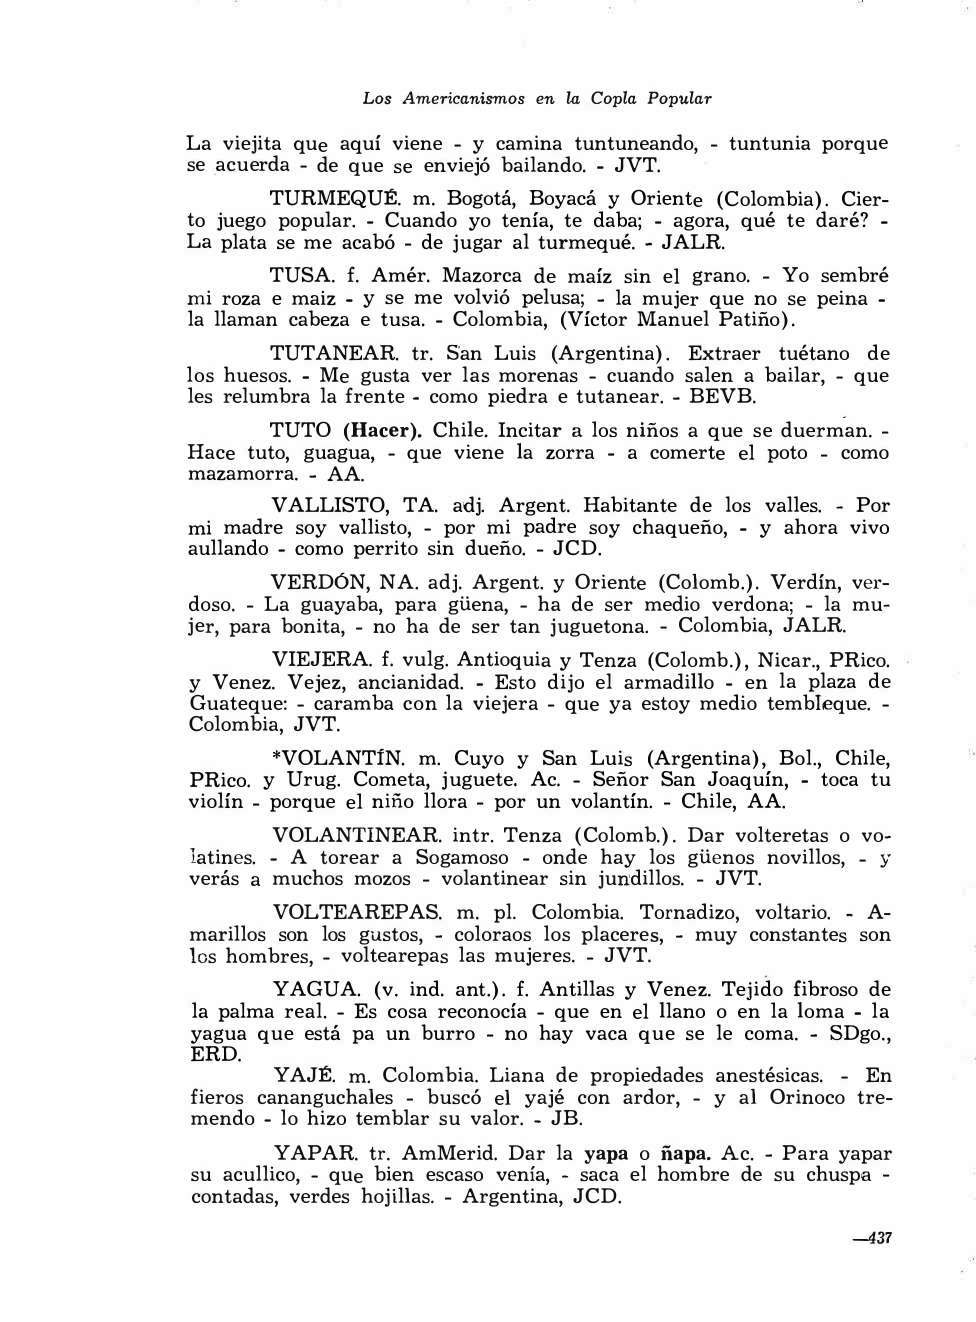 Los Americanismos en la Copla Popular
La viejita que aquí viene - y camina tuntuneando, - tuntunia porque
se acuerda - de que se enviejó bailando. - JVT.
TURMEQUÉ. m. Bogotá, Boyacá y Oriente (Colombia). Cier-
to juego popular. - Cuando yo tenía, te daba; - agora, qué te daré? -
La plata se me acabó - de jugar al turmequé. - JALR.
TUSA. f. Amér. Mazorca de maíz sin el grano. - Yo sembré
mi roza e maiz - y se me volvió pelusa; - la mujer que no se peina -
la llaman cabeza e tusa. - Colombia, (Víctor Manuel Patiño).
TUTANEAR. tr. San Luis (Argentina). Extraer tuétano de
los huesos. - Me gusta ver las morenas - cuando salen a bailar, - que
les relumbra la frente - como piedra e tutanear. - BEVB.
TUTO (Hacer). Chile. Incitar a los niños a que se duerman. -
Hace tuto, guagua, - que viene la zorra - a comerte el poto - como
mazamorra. - AA.
VALLISTO, TA. adj. Argent. Habitante de los valles. - Por
mi madre soy vallisto, - por mi padre soy chaqueño, - y ahora vivo
aullando - como perrito sin dueño. - JCD.
VERDÓN, NA. adj. Argent. y Oriente (Colomb.). Verdín, ver-
doso. - La guayaba, para güena, - ha de ser medio verdona; - la mu-
jer, para bonita, - no ha de ser tan juguetona. - Colombia, JALR.
VIEJERA. f. vulg. Antioquia y Tenza (Colomb.), Nicar., PRico.
y Venez. Vejez, ancianidad. - Esto dijo el armadillo - en la plaza de
Guateque: - caramba con la viejera - que ya estoy medio tembleque. -
Colombia, JVT.
*VOLANTÍN. m. Cuyo y San Luis (Argentina), Bol., Chile,
PRico. y Urug. Cometa, juguete. Ac. - Señor San Joaquín, - toca tu
violín - porque el niño llora - por un volantín. - Chile, AA.
VOLANTINEAR. intr. Tenza (Colomb.). Dar volteretas o vo-
latines. - A torear a Sogamoso - onde hay los güenos novillos, - y
verás a muchos mozos - volantinear sin jundillos. - JVT.
VOLTEAREPAS. m. pl. Colombia. Tornadizo, voltario. - A-
marillos son los gustos, - coloraos los placeres, - muy constantes son
los hombres, - voltearepas las mujeres. - JVT.
YAGUA. (v. ind. ant.). f. Antillas y Venez. Tejido fibroso de
la palma real. - Es cosa reconocía - que en el llano o en la loma - la
yagua que está pa un burro - no hay vaca que se le coma. - SDgo.,
ERD.
YAJÉ. m. Colombia. Liana de propiedades anestésicas. - En
fieros cananguchales - buscó el yajé con ardor, - y al Orinoco tre-
mendo - lo hizo temblar su valor. - JB.
YAPAR. tr. AmMerid. Dar la yapa o ñapa. Ac. - Para yapar
su acullico, - que bien escaso venía, - saca el hombre de su chuspa -
contadas, verdes hojillas. - Argentina, JCD.
—437